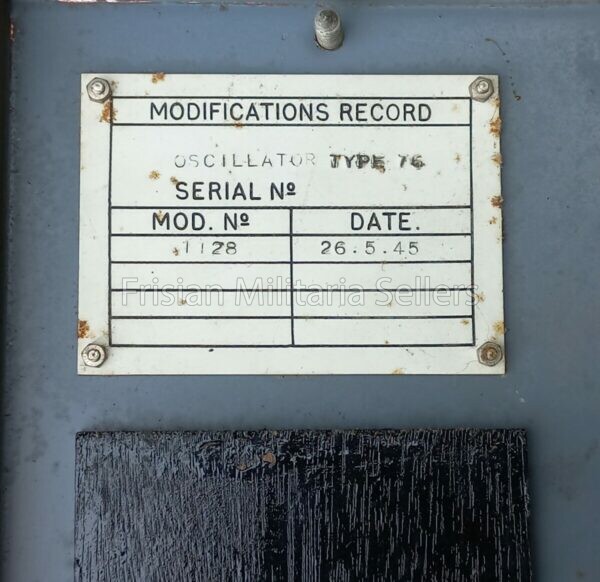 MODIFICATIONS RECORD
OSCILLATOR TYPE 76
SERIAL Nº
MOD. Nº DATE.
1128 26.5.45
Frisian Militaria Sellers